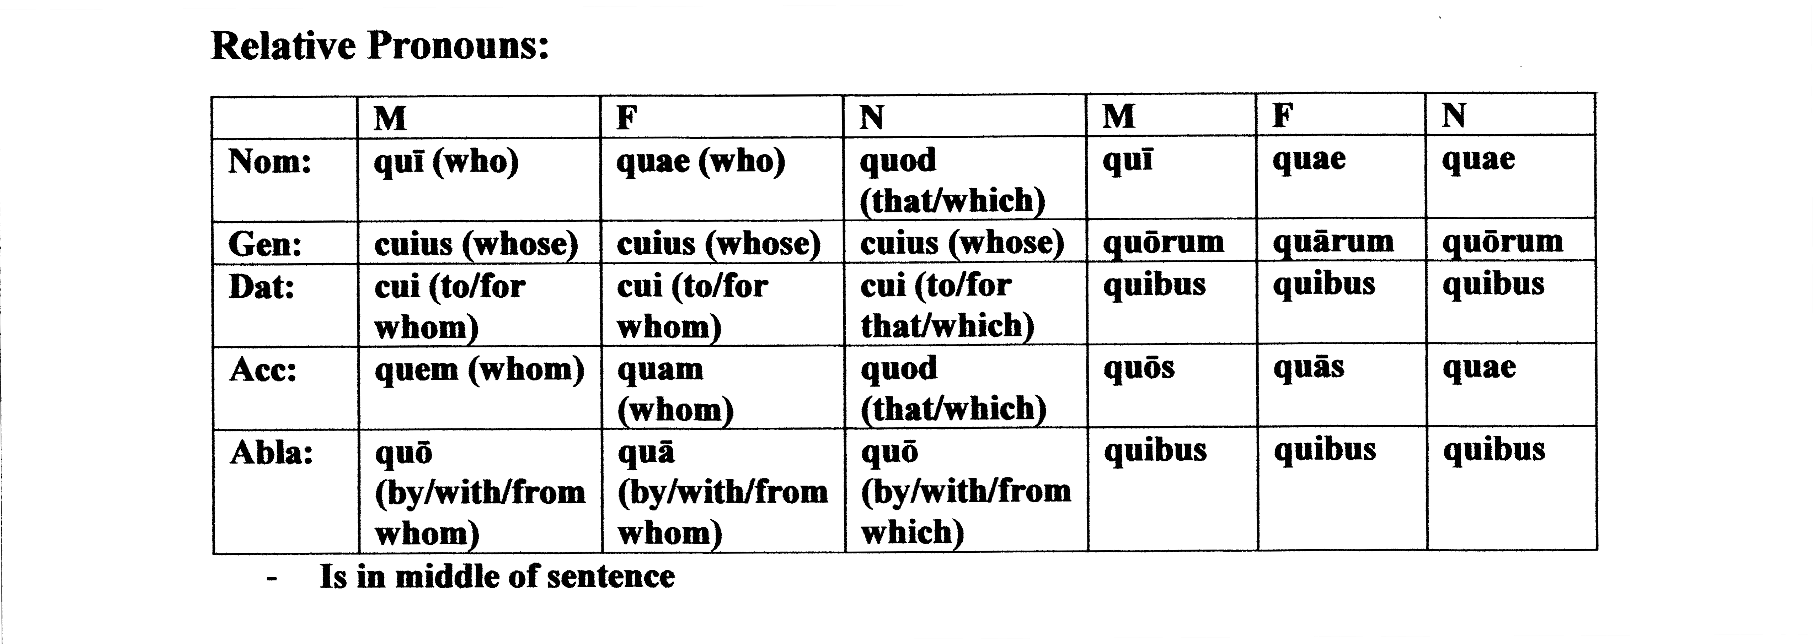 Relative Pronouns:
M F N M F N
Nom: quī (who) quae (who) quod quī quae quae
(that/which)
Gen: cuius (whose) cuius (whose) cuius (whose) quōrum quārum quōrum
Dat: cui (to/for cui (to/for cui (to/for quibus quibus quibus
whom) whom) that/which)
Acc: quem (whom) quam quod quōs quās quae
(whom) (that/which)
Abla: quō quā quō quibus quibus quibus
(by/with/from (by/with/from (by/with/from
whom) whom) which)
- Is in middle of sentence